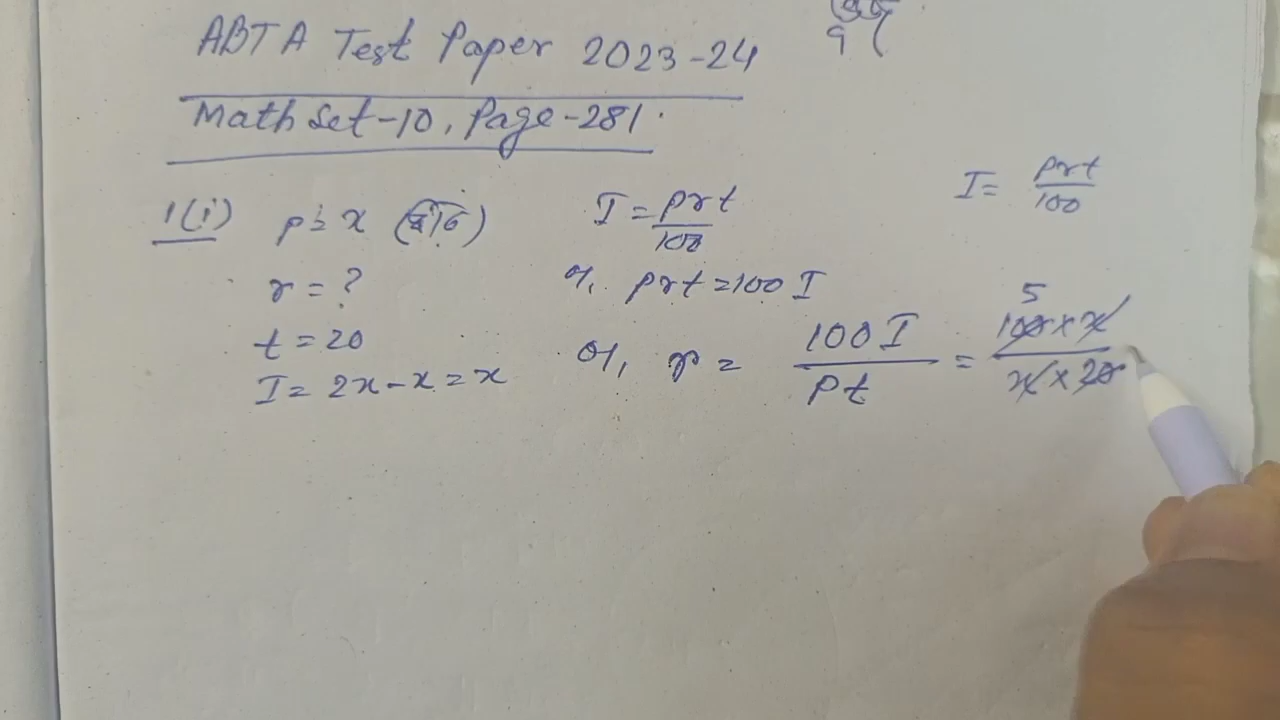 ABTA Test Paper 2023-24
Math Set-10, Page-281.
1(i) p = x (ধরি)
r = ?
t = 20
I = 2x-x = x
I = prt/100
or, prt = 100 I
or, r = 100 I/pt = 100×x/x×20
5
I = prt/100